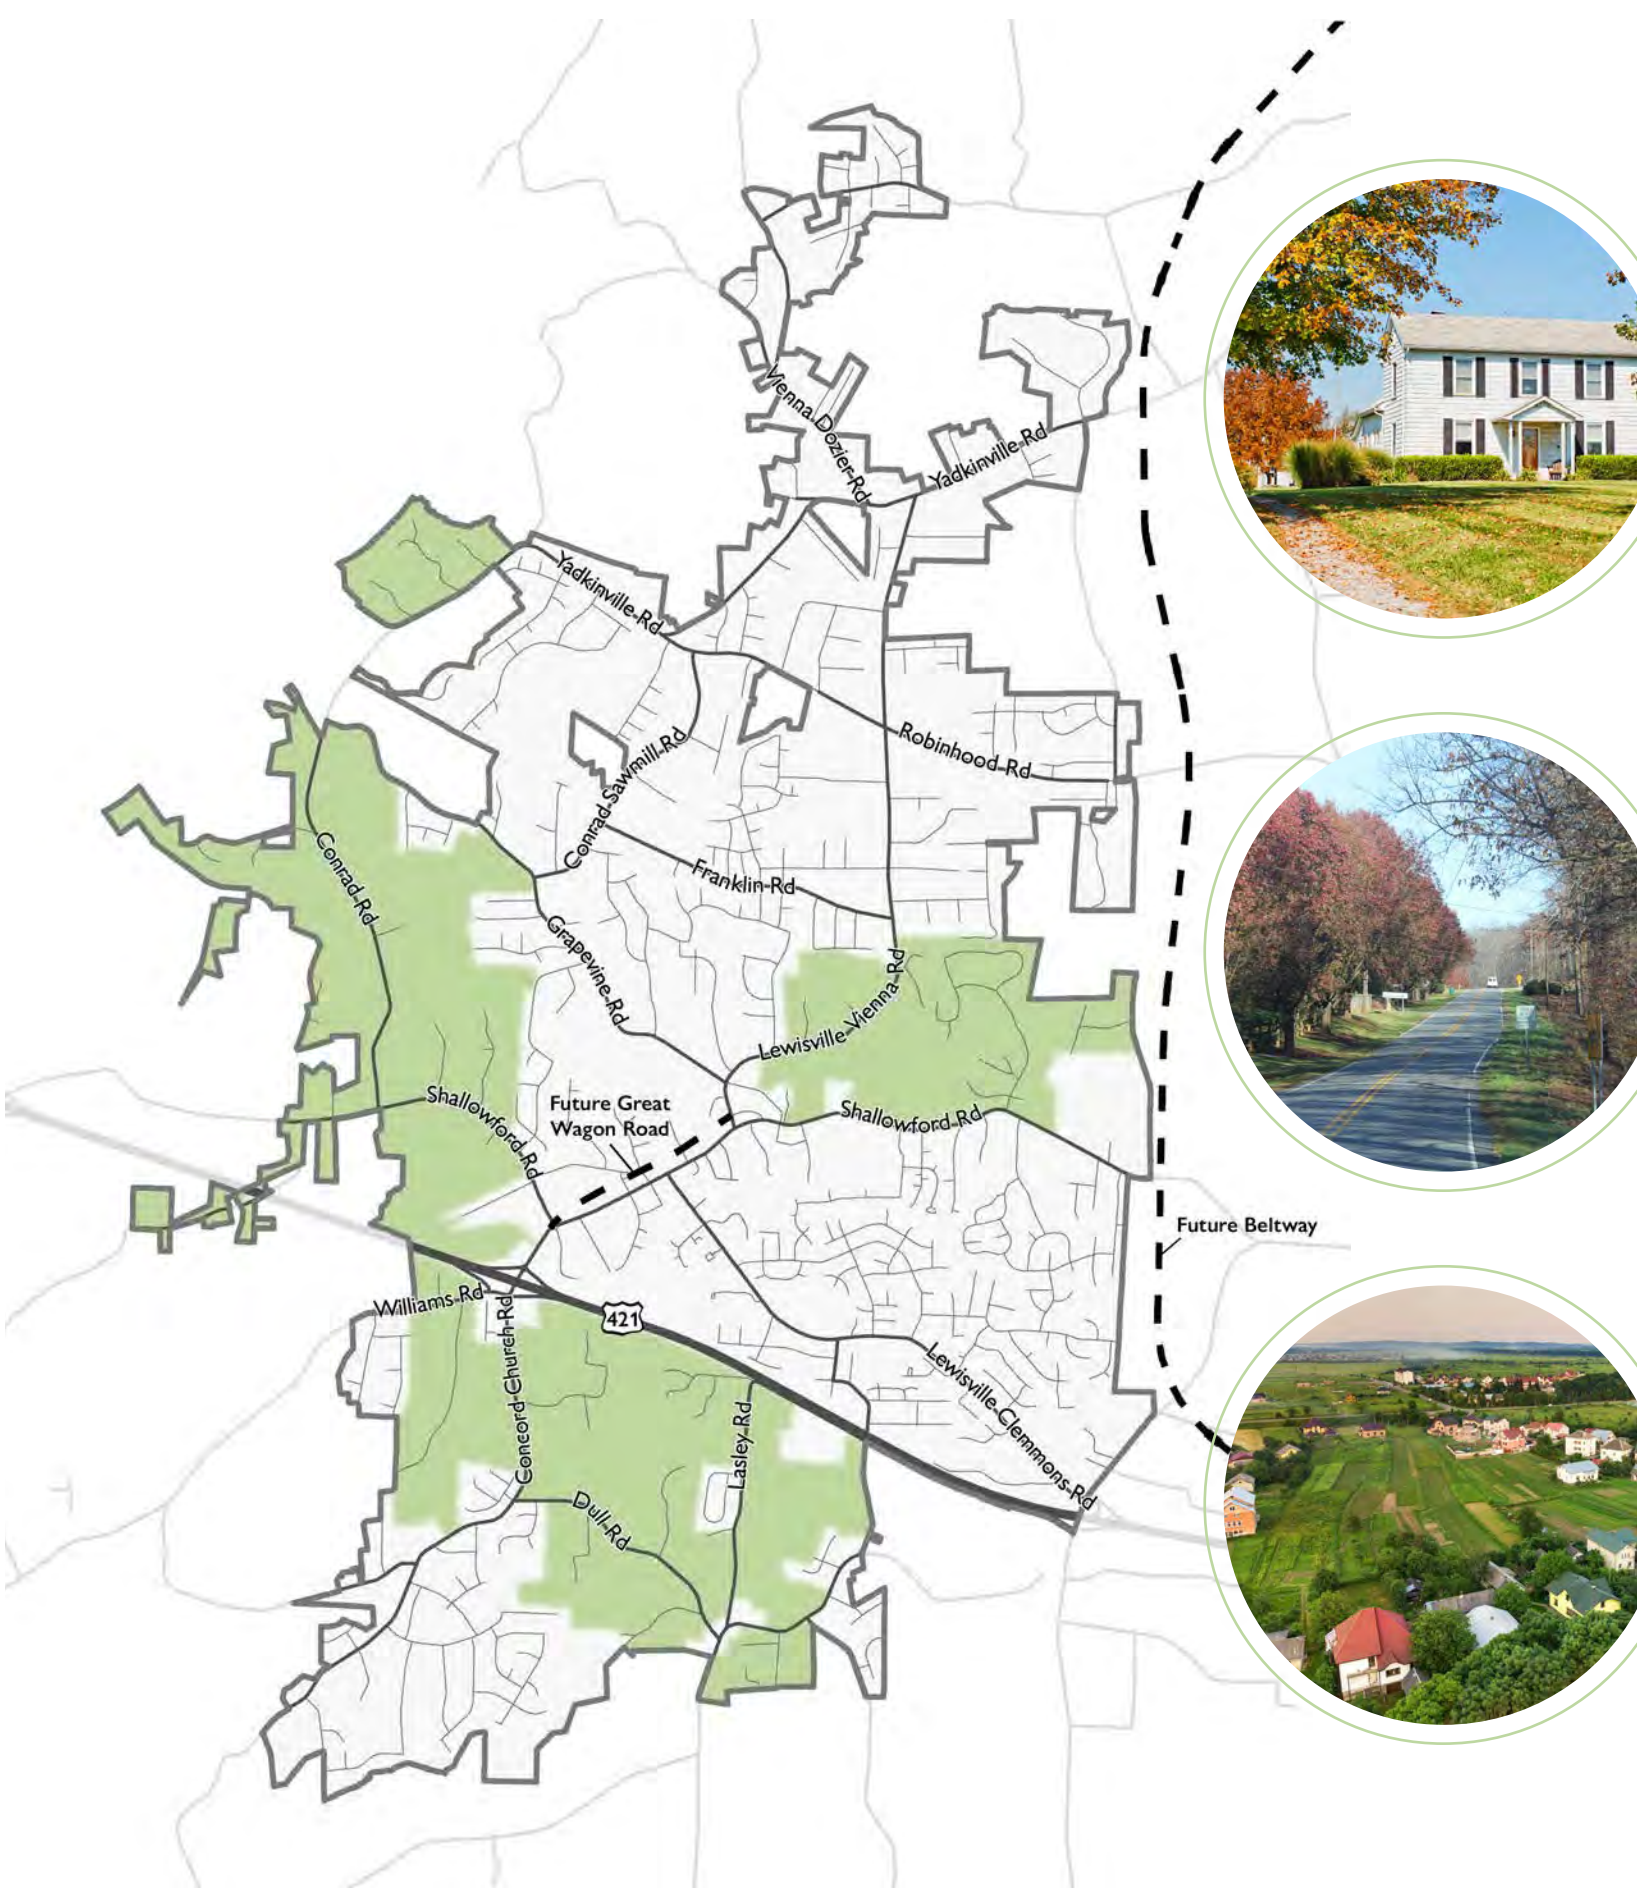 Vienna Dozier Rd
Yadkinville Rd
Yadkinville Rd
Robinhood Rd
Conrad Sawmill Rd
Conrad Rd
Franklin Rd
Grapevine Rd
Lewisville Vienna Rd
Shallowford Rd
Future Great
Wagon Road
Shallowford Rd
Future Beltway
Williams Rd
421
Concord Church Rd
Lewisville Clemmons Rd
Lasley Rd
Dull Rd